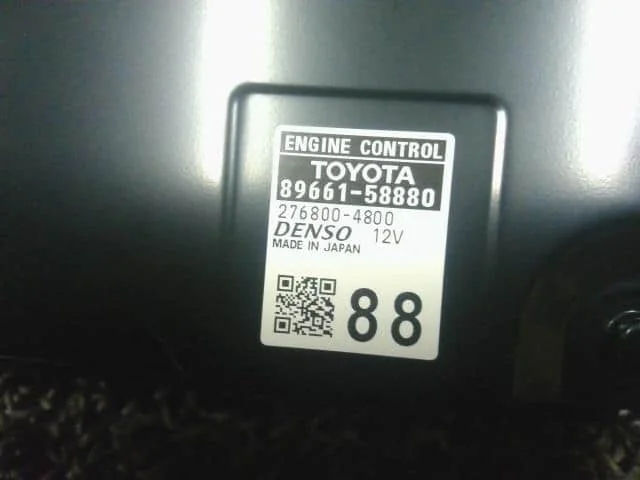 ENGINE CONTROL
TOYOTA
89661-58880
276800-4800
DENSO 12V
MADE IN JAPAN
88